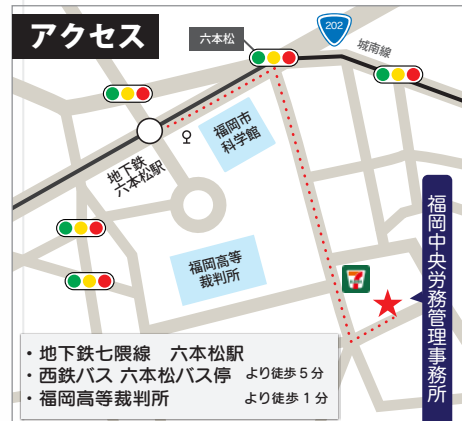 アクセス
六本松
202
城南線
福岡市
科学館
地下鉄
六本松駅
福岡高等
裁判所
7
福岡中央労務管理事務所
・地下鉄七隈線 六本松駅
・西鉄バス 六本松バス停 より徒歩5分
・福岡高等裁判所 より徒歩1分